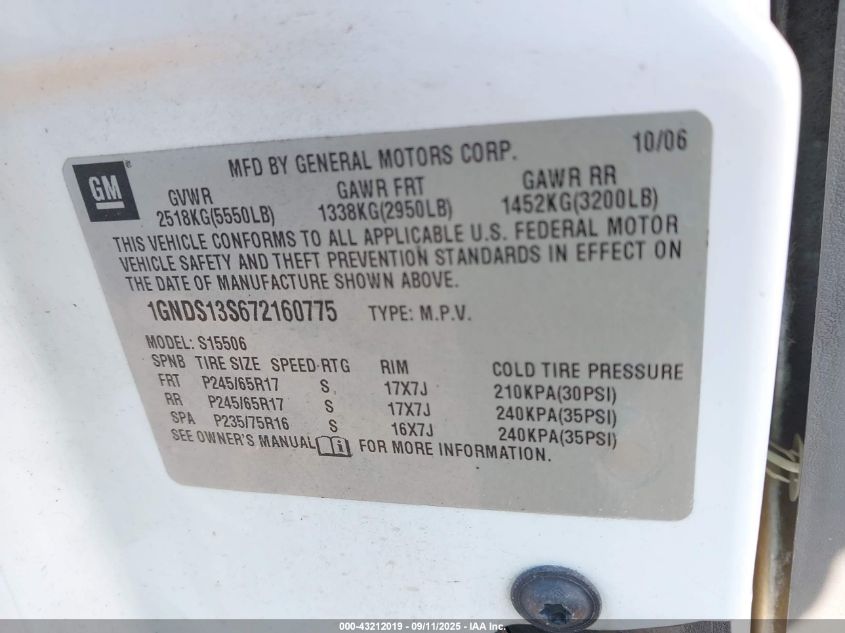 GM
®
MFD BY GENERAL MOTORS CORP. 10/06
GVWR GAWR FRT GAWR RR
2518KG(5550LB) 1338KG(2950LB) 1452KG(3200LB)
THIS VEHICLE CONFORMS TO ALL APPLICABLE U.S. FEDERAL MOTOR
VEHICLE SAFETY AND THEFT PREVENTION STANDARDS IN EFFECT ON
THE DATE OF MANUFACTURE SHOWN ABOVE.
1GNDS13S672160775 TYPE: M.P.V.
MODEL: S15506
SPNB TIRE SIZE SPEED-RTG RIM COLD TIRE PRESSURE
FRT P245/65R17 S 17X7J 210KPA(30PSI)
RR P245/65R17 S 17X7J 240KPA(35PSI)
SPA P235/75R16 S 16X7J 240KPA(35PSI)
SEE OWNER'S MANUAL FOR MORE INFORMATION.
000-43212019 - 09/11/2025 - IAA Inc.